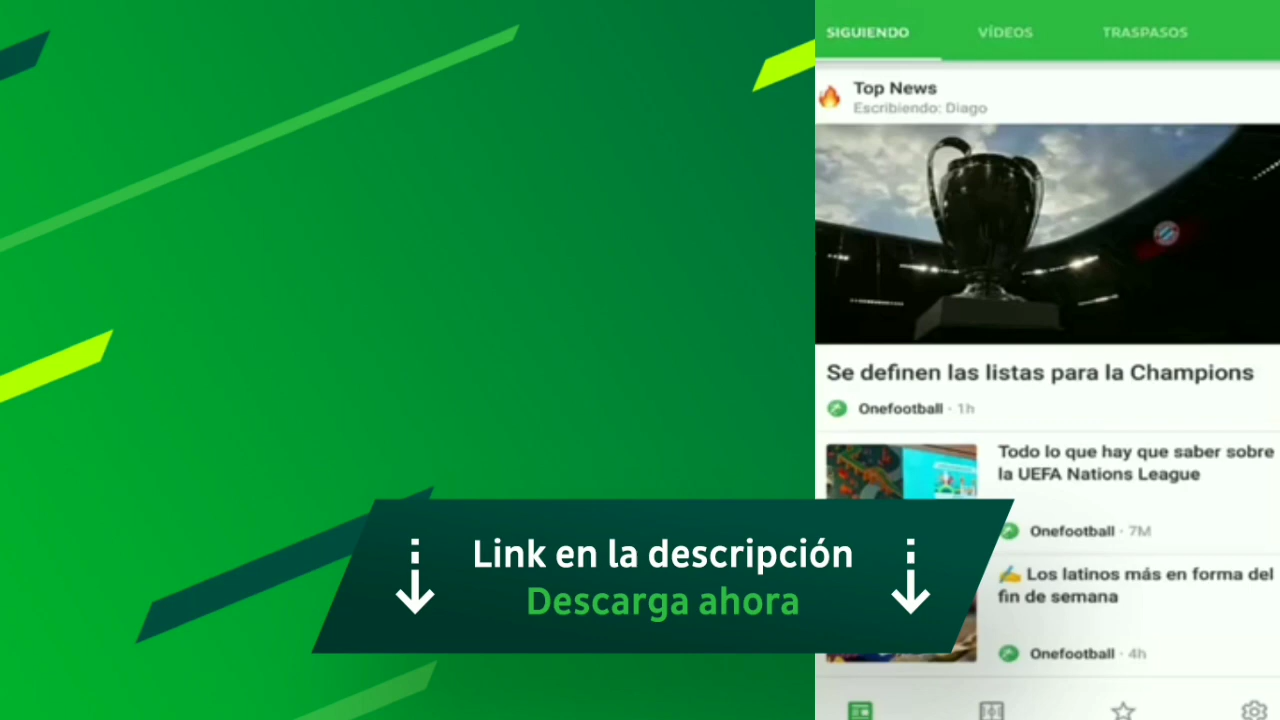 SIGUIENDO VÍDEOS TRASPASOS
Top News
Escribiendo: Diago
Se definen las listas para la Champions
Onefootball · 1h
Todo lo que hay que saber sobre
la UEFA Nations League
Onefootball · 7M
✍️ Los latinos más en forma del
fin de semana
Onefootball · 4h
Link en la descripción
Descarga ahora